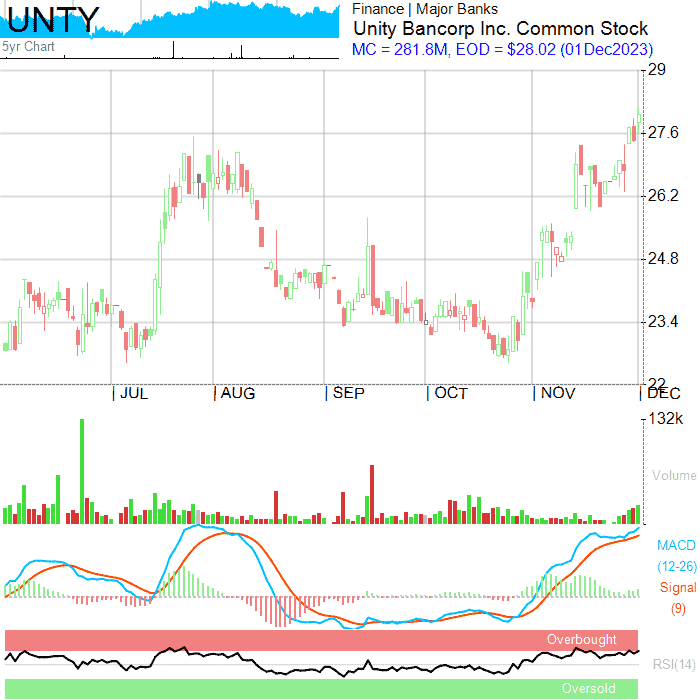 UNTY
Finance | Major Banks
Unity Bancorp Inc. Common Stock
5yr Chart
MC = 281.8M, EOD = $28.02 (01Dec2023)
29
27.6
26.2
24.8
23.4
22
| JUL | AUG | SEP | OCT | NOV | DEC
132k
Volume
MACD
(12-26)
Signal
(9)
Overbought
RSI(14)
Oversold